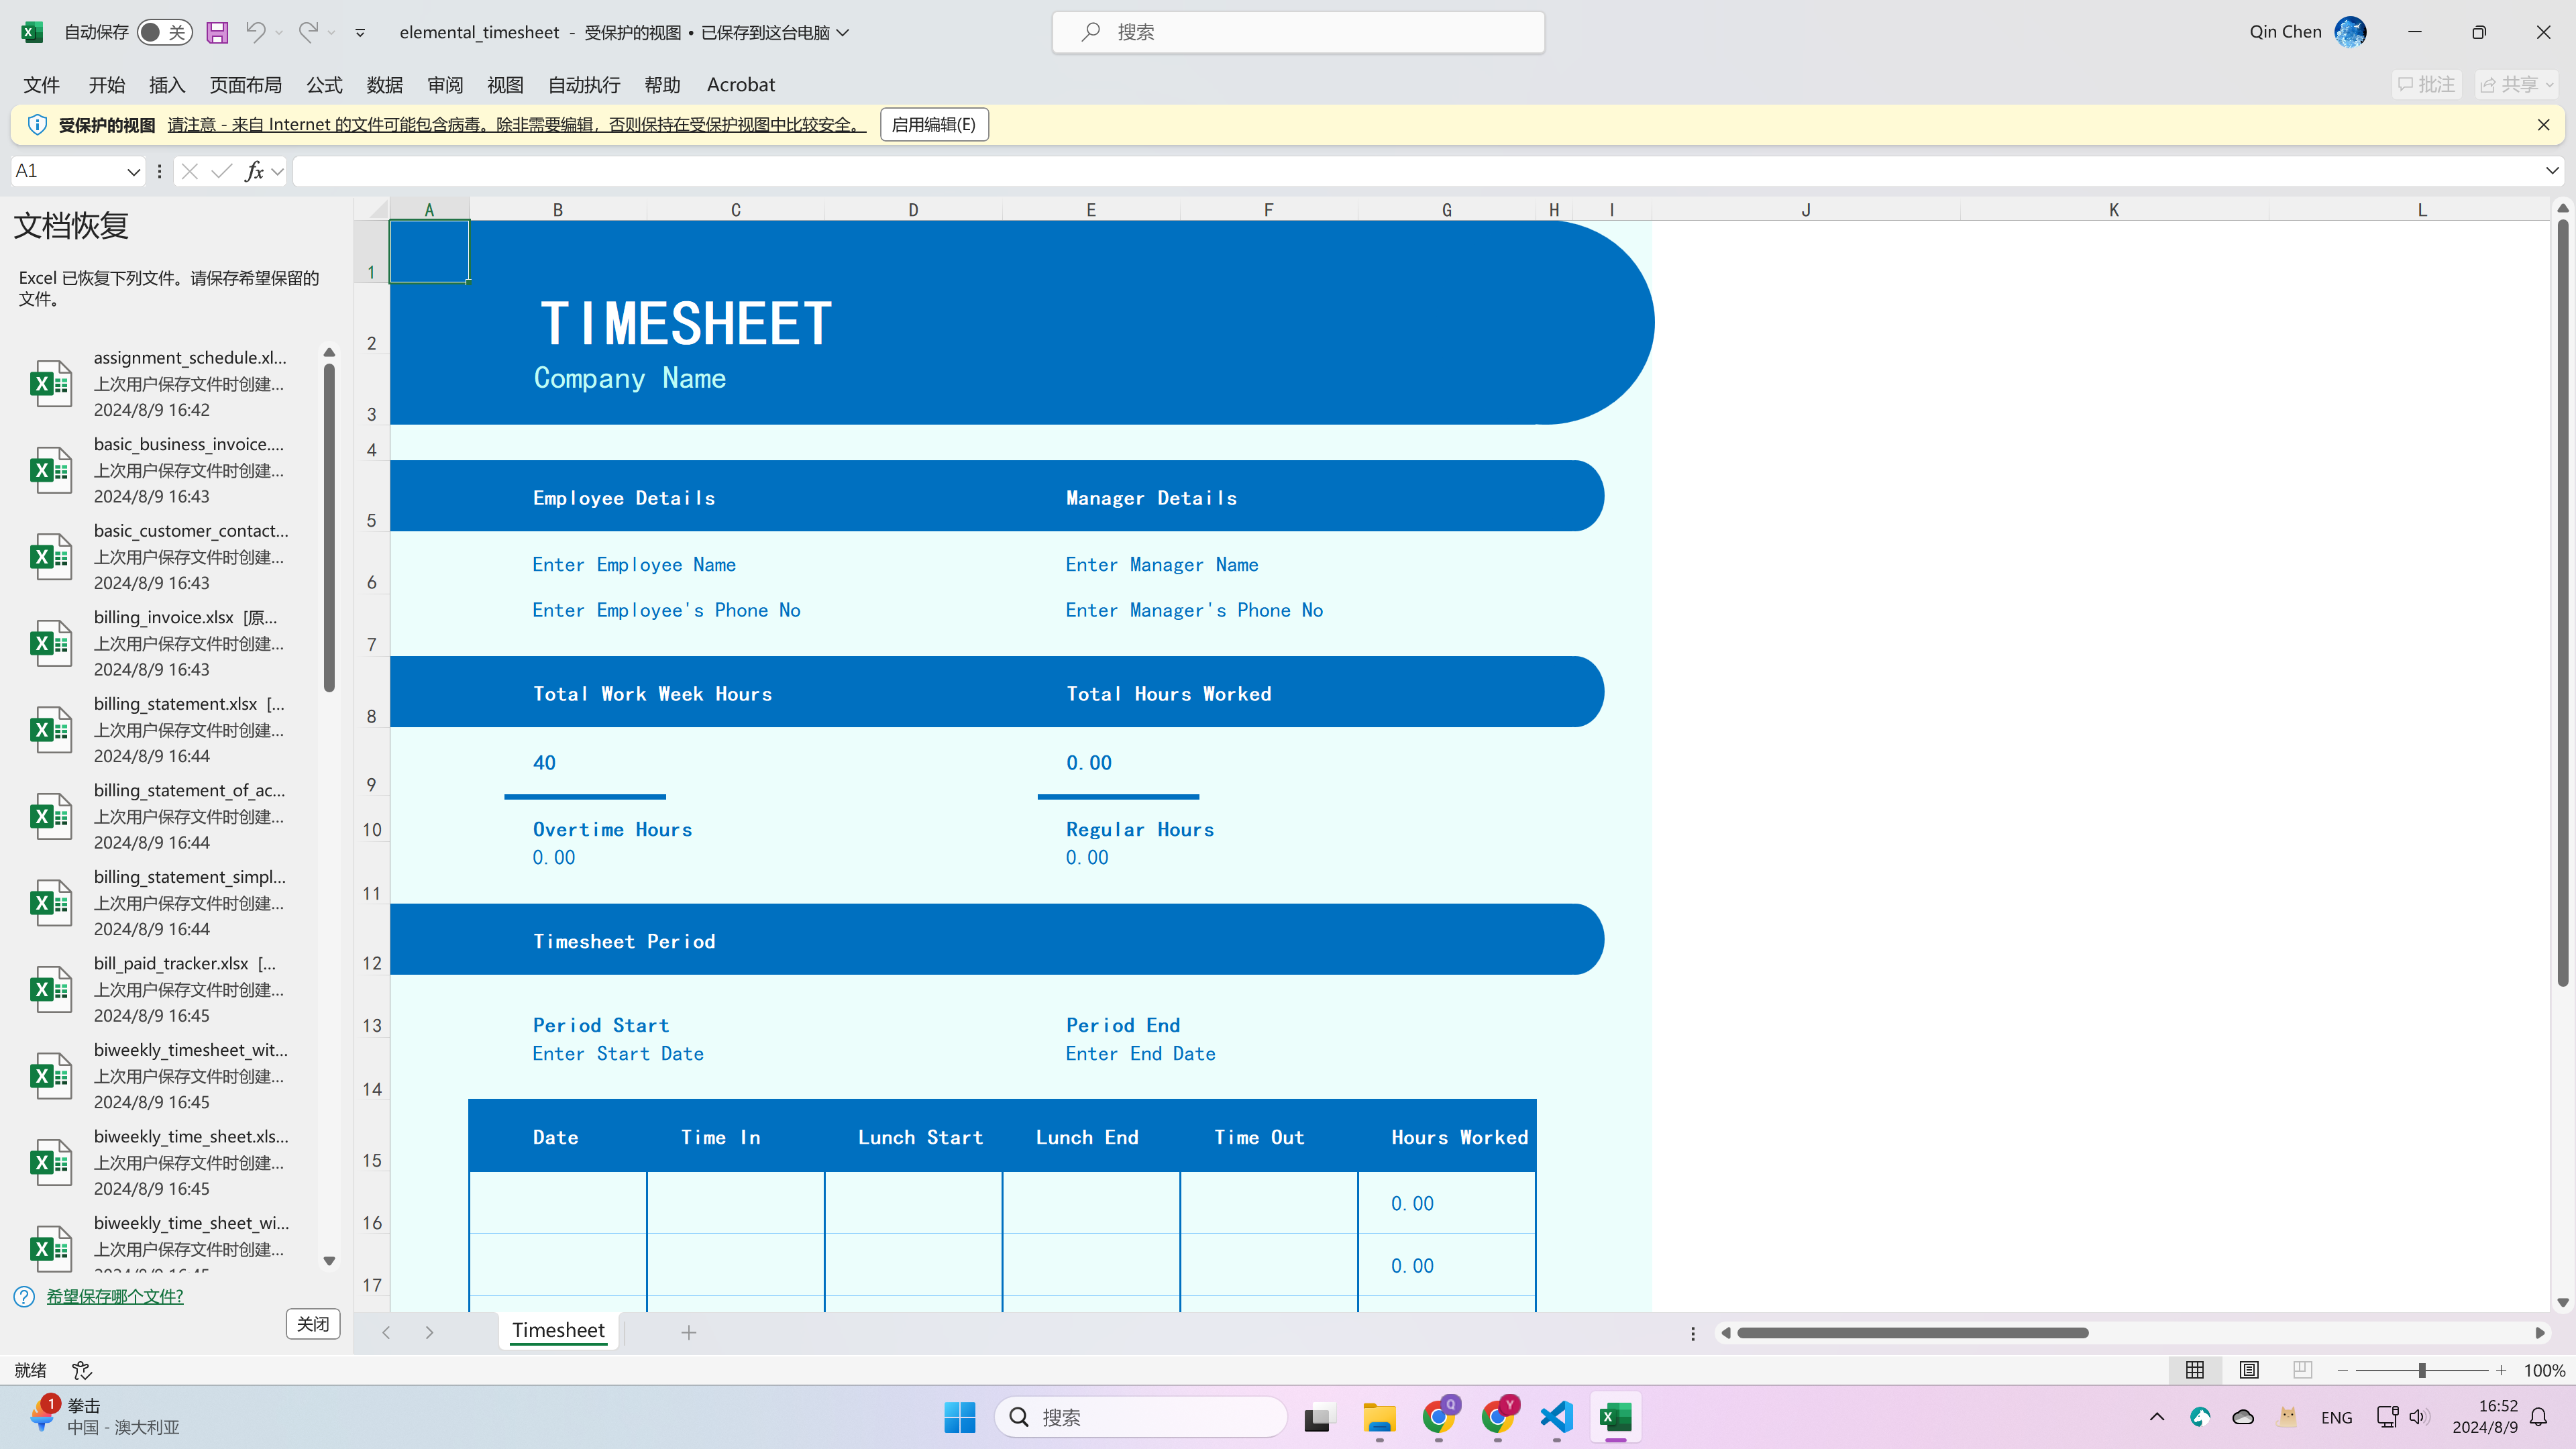 自动保存 关 elemental_timesheet - 受保护的视图 • 已保存到这台电脑 搜索 Qin Chen
文件 开始 插入 页面布局 公式 数据 审阅 视图 自动执行 帮助 Acrobat 批注 共享
受保护的视图 请注意 - 来自 Internet 的文件可能包含病毒。除非需要编辑，否则保持在受保护视图中比较安全。 启用编辑(E)
A1 fx
文档恢复
Excel 已恢复下列文件。请保存希望保留的
文件。
assignment_schedule.xl...
上次用户保存文件时创建...
2024/8/9 16:42
basic_business_invoice....
上次用户保存文件时创建...
2024/8/9 16:43
basic_customer_contact...
上次用户保存文件时创建...
2024/8/9 16:43
billing_invoice.xlsx [原...
上次用户保存文件时创建...
2024/8/9 16:43
billing_statement.xlsx [...
上次用户保存文件时创建...
2024/8/9 16:44
billing_statement_of_ac...
上次用户保存文件时创建...
2024/8/9 16:44
billing_statement_simpl...
上次用户保存文件时创建...
2024/8/9 16:44
bill_paid_tracker.xlsx [...
上次用户保存文件时创建...
2024/8/9 16:45
biweekly_timesheet_wit...
上次用户保存文件时创建...
2024/8/9 16:45
biweekly_time_sheet.xls...
上次用户保存文件时创建...
2024/8/9 16:45
biweekly_time_sheet_wi...
上次用户保存文件时创建...
希望保存哪个文件?
关闭
A B C D E F G H I J K L
1
2 TIMESHEET
3 Company Name
4
5 Employee Details Manager Details
6 Enter Employee Name Enter Manager Name
7 Enter Employee's Phone No Enter Manager's Phone No
8 Total Work Week Hours Total Hours Worked
9 40 0.00
10 Overtime Hours Regular Hours
11 0.00 0.00
12 Timesheet Period
13 Period Start Period End
14 Enter Start Date Enter End Date
15 Date Time In Lunch Start Lunch End Time Out Hours Worked
16 0.00
17 0.00
Timesheet
就绪 100%
1 拳击
中国 - 澳大利亚
搜索
Q Y
ENG
16:52
2024/8/9